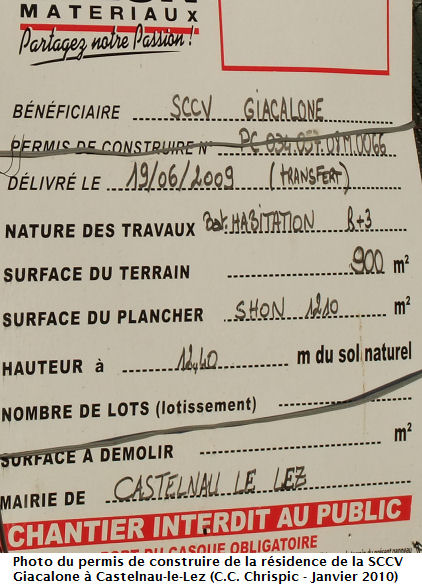 MATERIAUX
Partagez notre Passion !
BÉNÉFICIAIRE SCCV GIACALONE
PERMIS DE CONSTRUIRE N° PC 034.057.08M0066
DÉLIVRÉ LE 19/06/2009 (TRANSFERT)
NATURE DES TRAVAUX Bat. HABITATION R+3
SURFACE DU TERRAIN 900 m²
SURFACE DU PLANCHER SHON 1210 m²
HAUTEUR à 12,40 m du sol naturel
NOMBRE DE LOTS (lotissement)
SURFACE A DEMOLIR m²
MAIRIE DE CASTELNAU LE LEZ
CHANTIER INTERDIT AU PUBLIC
PORT DU CASQUE OBLIGATOIRE
Photo du permis de construire de la résidence de la SCCV
Giacalone à Castelnau-le-Lez (C.C. Chrispic - Janvier 2010)